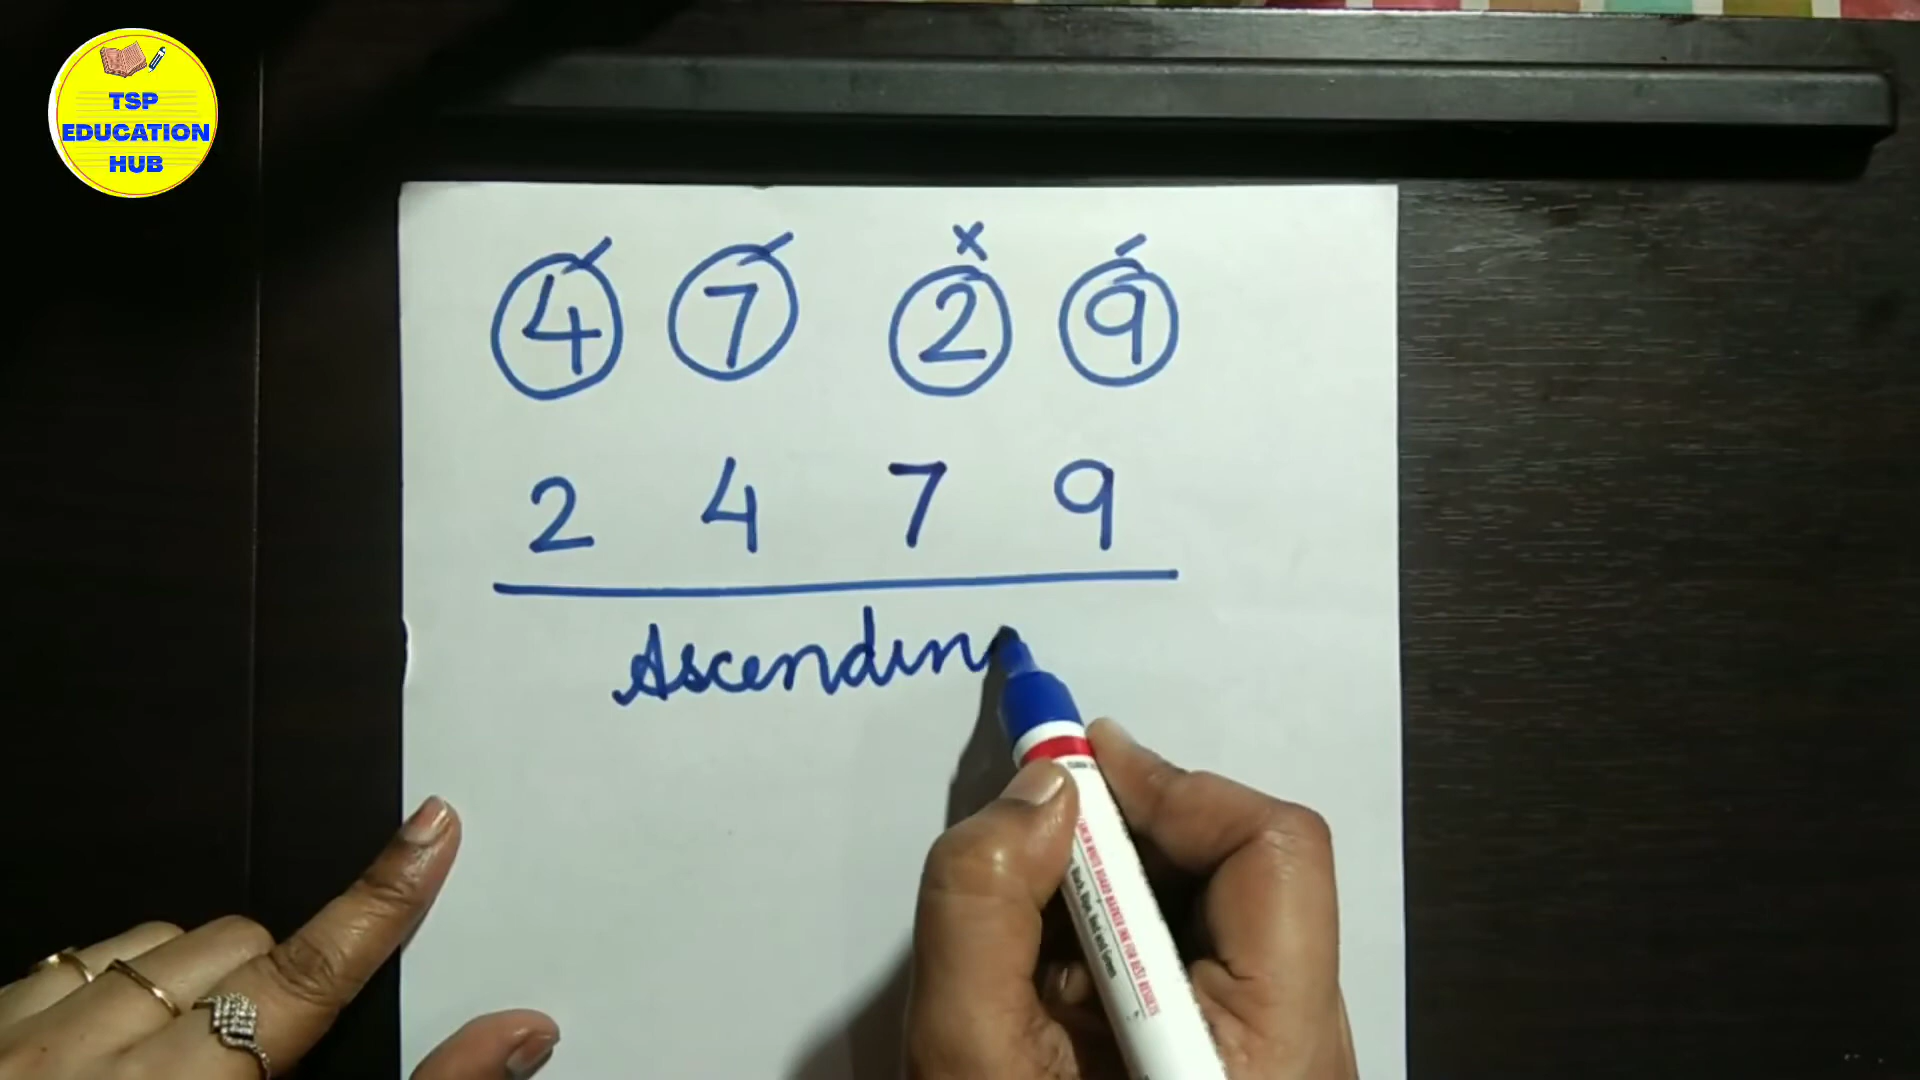 TSP
EDUCATION
HUB
4 7 2 9
2 4 7 9
Ascendin